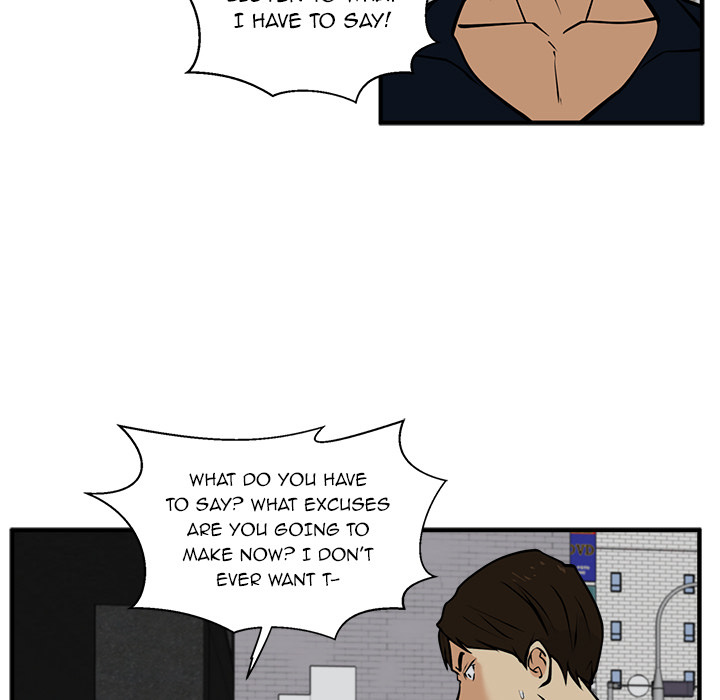 I HAVE TO SAY!
WHAT DO YOU HAVE
TO SAY? WHAT EXCUSES
ARE YOU GOING TO
MAKE NOW? I DON'T
EVER WANT T~
DVD